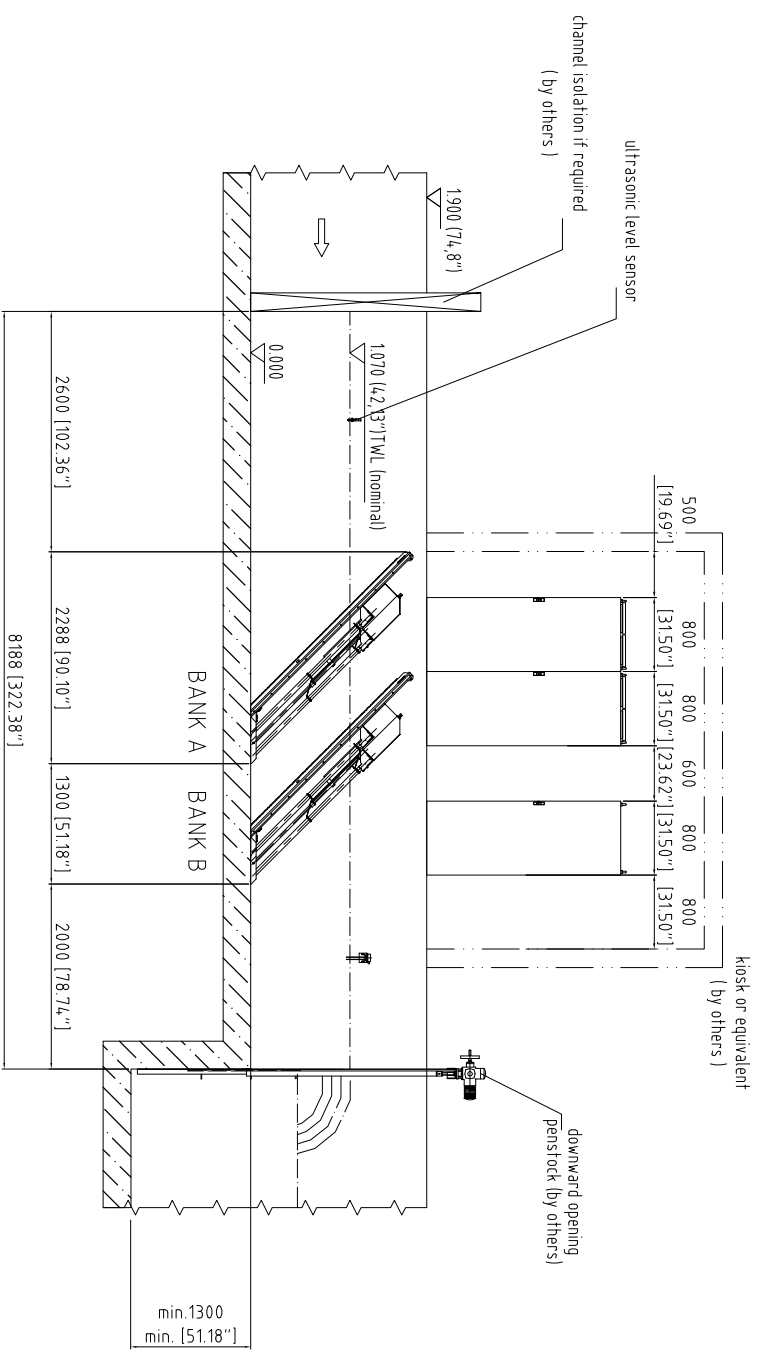 channel isolation if required
( by others )
ultrasonic level sensor
1.900 (74,8")
1.070 (42,13")TWL (nominal)
0.000
500
[19.69"]
800
[31.50"]
800
[31.50"]
600
[23.62"]
800
[31.50"]
800
[31.50"]
kiosk or equivalent
( by others )
downward opening
penstock (by others)
BANK A
BANK B
2600 [102.36"]
2288 [90.10"]
1300 [51.18"]
2000 [78.74"]
8188 [322.38"]
min.1300
min. [51.18"]